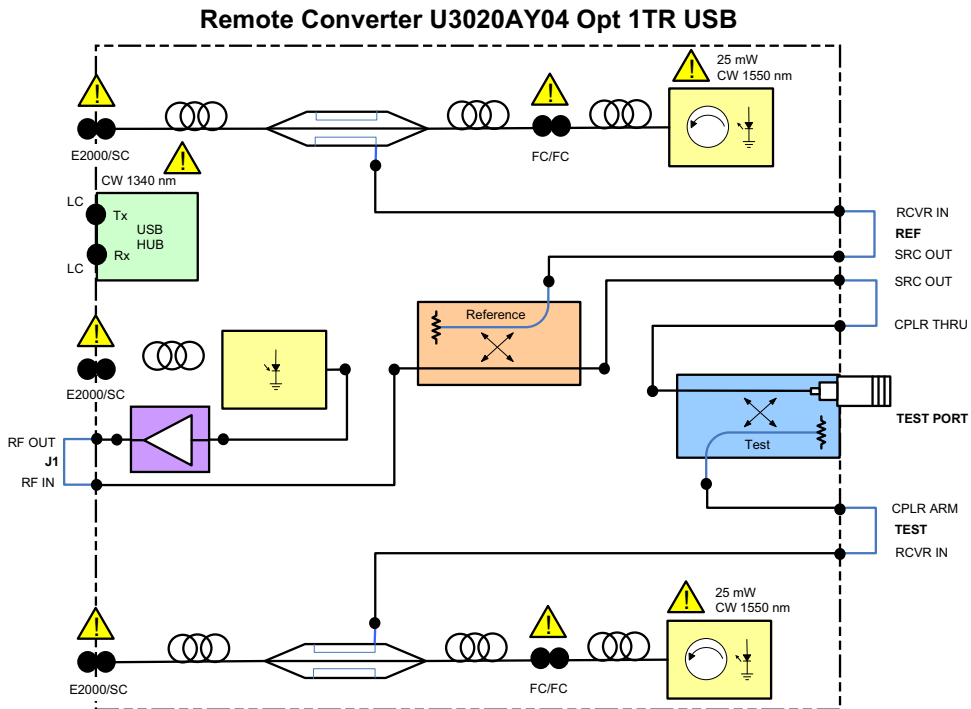 Remote Converter U3020AY04 Opt 1TR USB
25 mW
CW 1550 nm
!
!
!
E2000/SC
FC/FC
!
CW 1340 nm
LC
Tx
USB
HUB
Rx
LC
RCVR IN
REF
SRC OUT
SRC OUT
Reference
CPLR THRU
!
E2000/SC
TEST PORT
Test
RF OUT
J1
RF IN
CPLR ARM
TEST
RCVR IN
25 mW
CW 1550 nm
!
!
!
E2000/SC
FC/FC